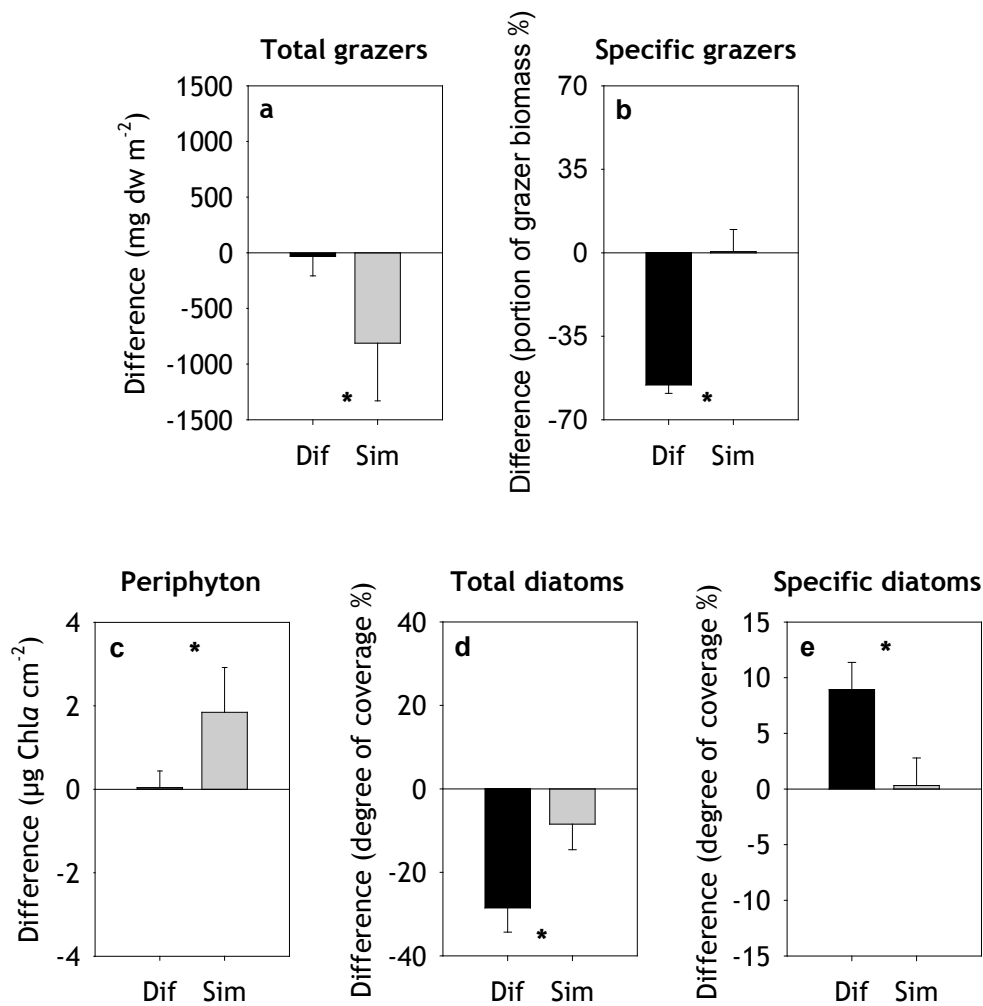 Total grazers
Specific grazers
Difference (mg dw m-2)
1500
1000
500
0
-500
-1000
-1500
a
*
Dif Sim
Difference (portion of grazer biomass %)
70
35
0
-35
-70
b
*
Dif Sim
Periphyton
Total diatoms
Specific diatoms
Difference (µg Chla cm-2)
4
2
0
-2
-4
c
*
Dif Sim
Difference (degree of coverage %)
40
20
0
-20
-40
d
*
Dif Sim
Difference (degree of coverage %)
15
10
5
0
-5
-10
-15
e
*
Dif Sim